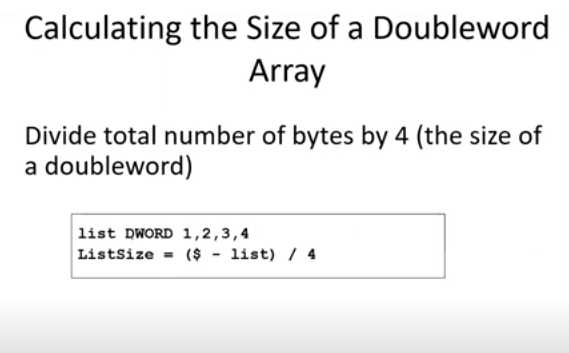 Calculating the Size of a Doubleword
Array
Divide total number of bytes by 4 (the size of
a doubleword)
list DWORD 1,2,3,4
ListSize = ($ - list) / 4